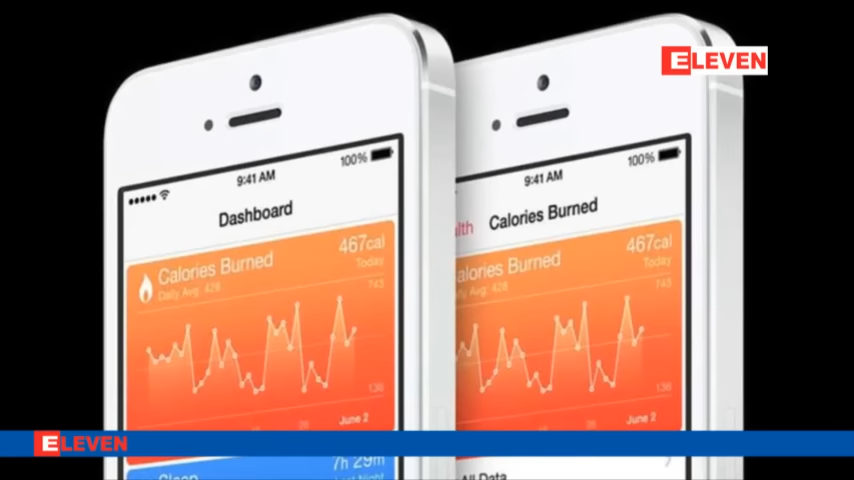 ELEVEN
9:41 AM
100%
Dashboard
Calories Burned
Daily Avg: 428
467cal
Today
743
136
June 2
7h 29m
9:41 AM
100%
Calories Burned
Calories Burned
Avg: 428
467cal
Today
743
136
June 2
All Data
ELEVEN